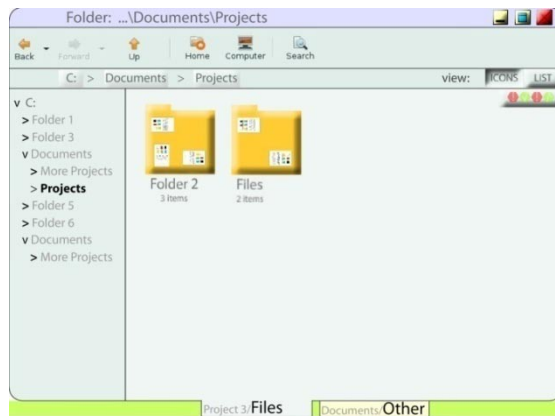 Folder: ...\Documents\Projects
Back Forward Up Home Computer Search
C: > Documents > Projects view: ICONS LIST
v C:
> Folder 1
> Folder 3
v Documents
> More Projects
> Projects
> Folder 5
> Folder 6
v Documents
> More Projects
Folder 2 Files
3 Items 2 Items
Project 3/Files Documents/Other